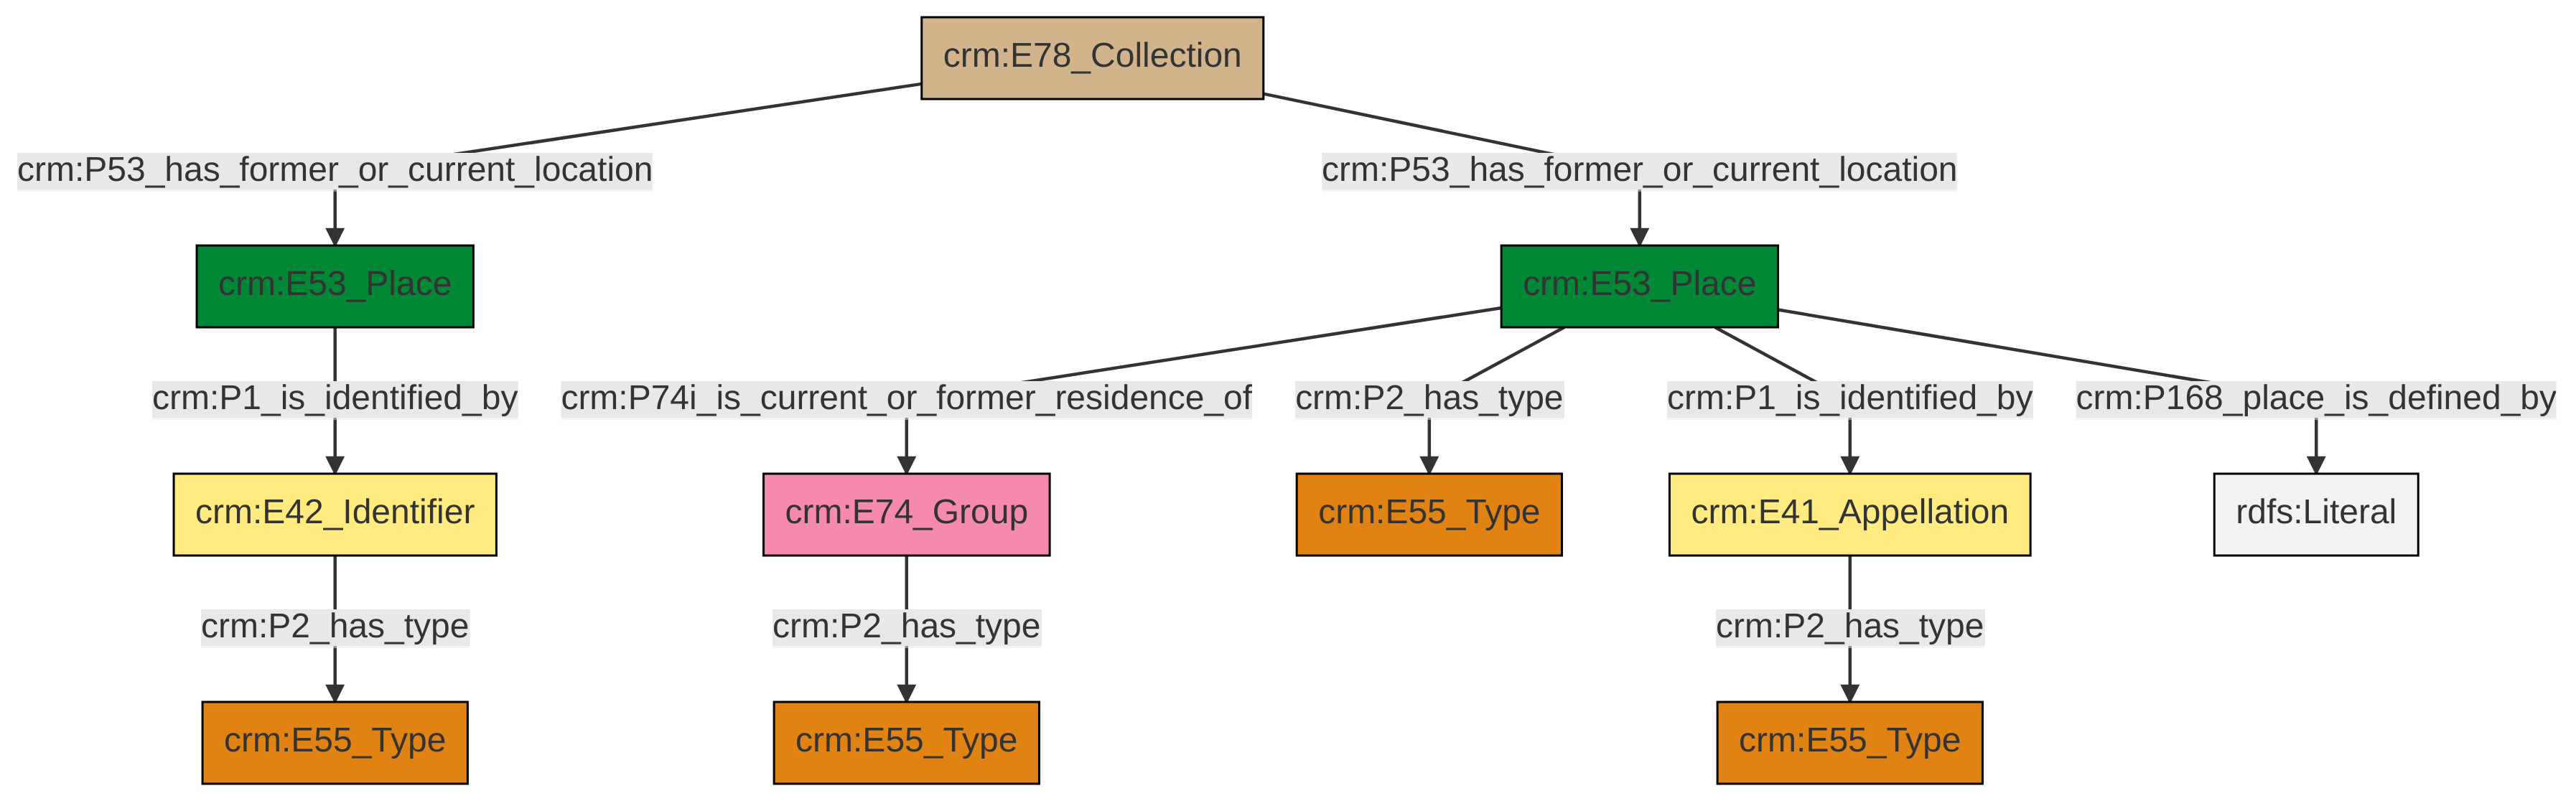 crm:E78_Collection
crm:P53_has_former_or_current_location
crm:P53_has_former_or_current_location
crm:E53_Place
crm:E53_Place
crm:P1_is_identified_by
crm:P74i_is_current_or_former_residence_of
crm:P2_has_type
crm:P1_is_identified_by
crm:P168_place_is_defined_by
crm:E42_Identifier
crm:E74_Group
crm:E55_Type
crm:E41_Appellation
rdfs:Literal
crm:P2_has_type
crm:P2_has_type
crm:P2_has_type
crm:E55_Type
crm:E55_Type
crm:E55_Type